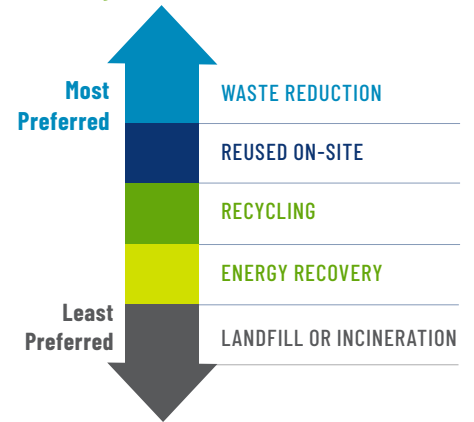 Most
Preferred
WASTE REDUCTION
REUSED ON-SITE
RECYCLING
ENERGY RECOVERY
Least
Preferred
LANDFILL OR INCINERATION